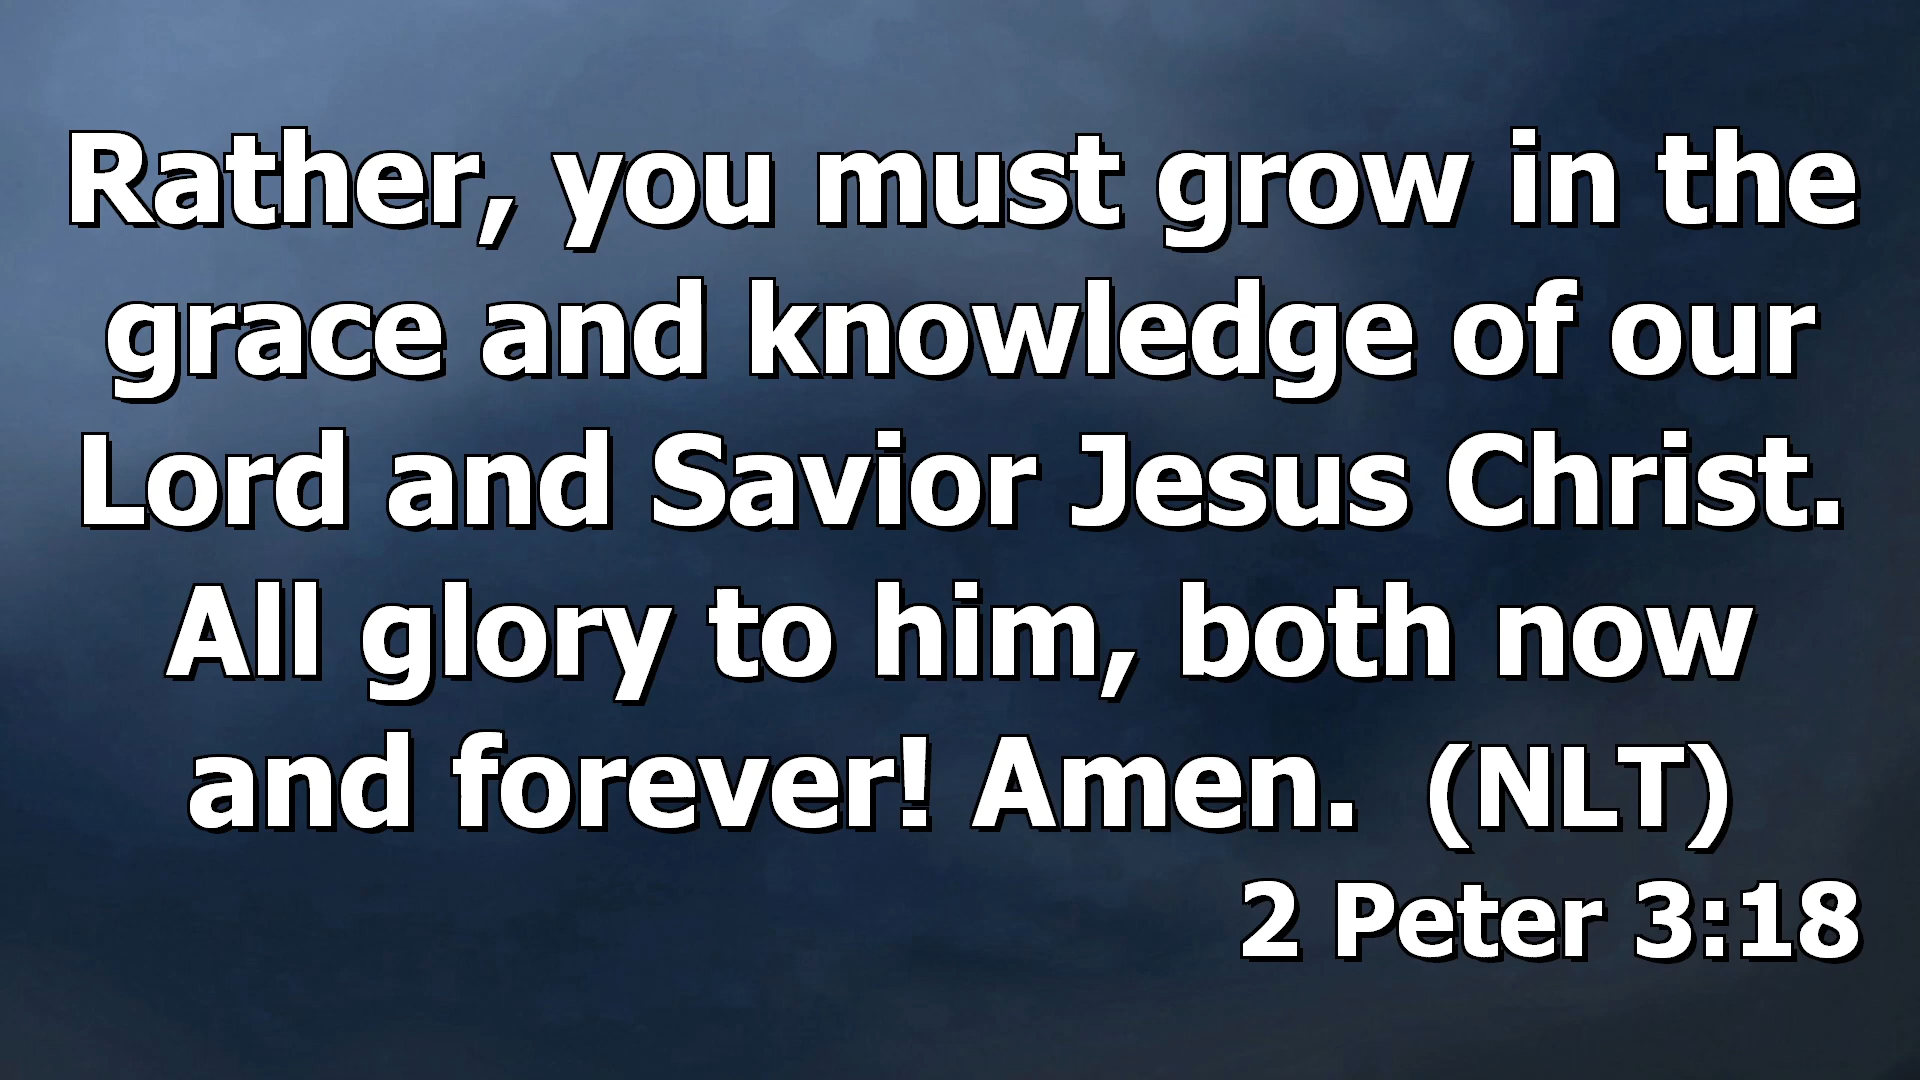 Rather, you must grow in the
grace and knowledge of our
Lord and Savior Jesus Christ.
All glory to him, both now
and forever! Amen.  (NLT)
2 Peter 3:18